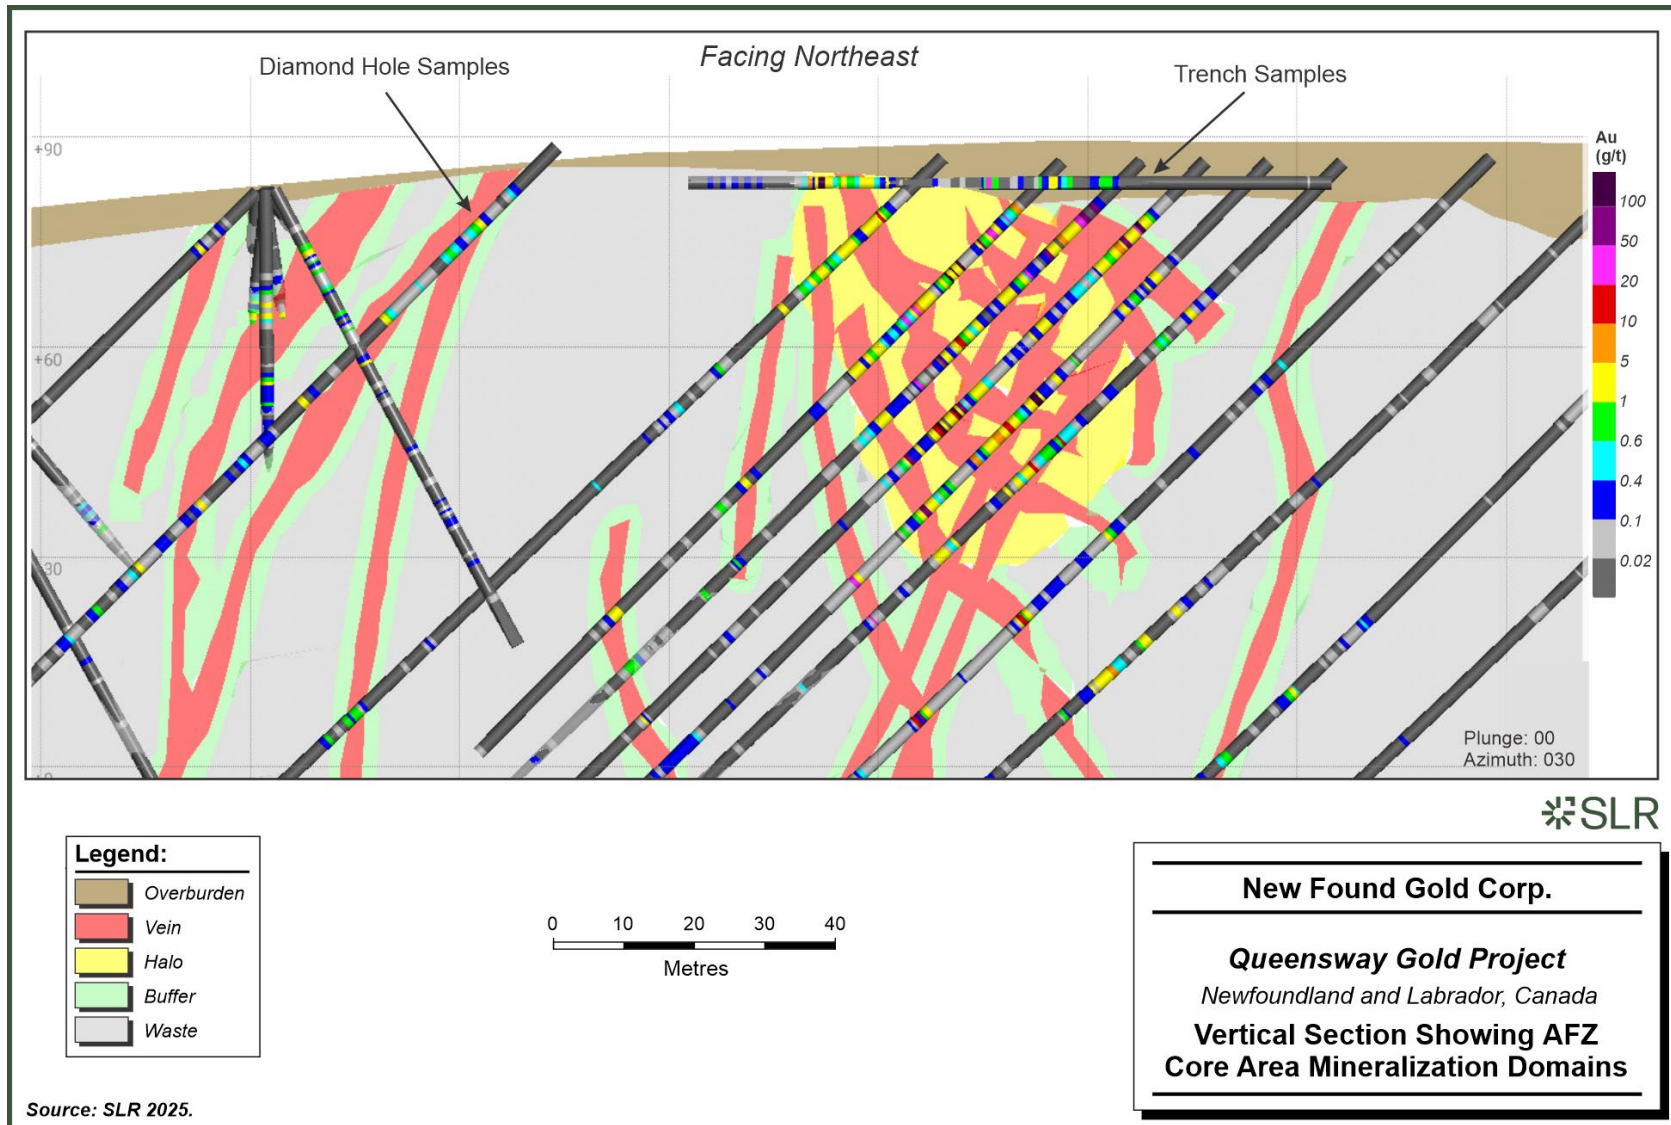 Facing Northeast
Diamond Hole Samples
Trench Samples
Au
(g/t)
100
50
20
10
5
1
0.6
0.4
0.1
0.02
+90
+60
+30
Plunge: 00
Azimuth: 030
SLR
Legend:
Overburden
Vein
Halo
Buffer
Waste
0 10 20 30 40
Metres
New Found Gold Corp.
Queensway Gold Project
Newfoundland and Labrador, Canada
Vertical Section Showing AFZ
Core Area Mineralization Domains
Source: SLR 2025.